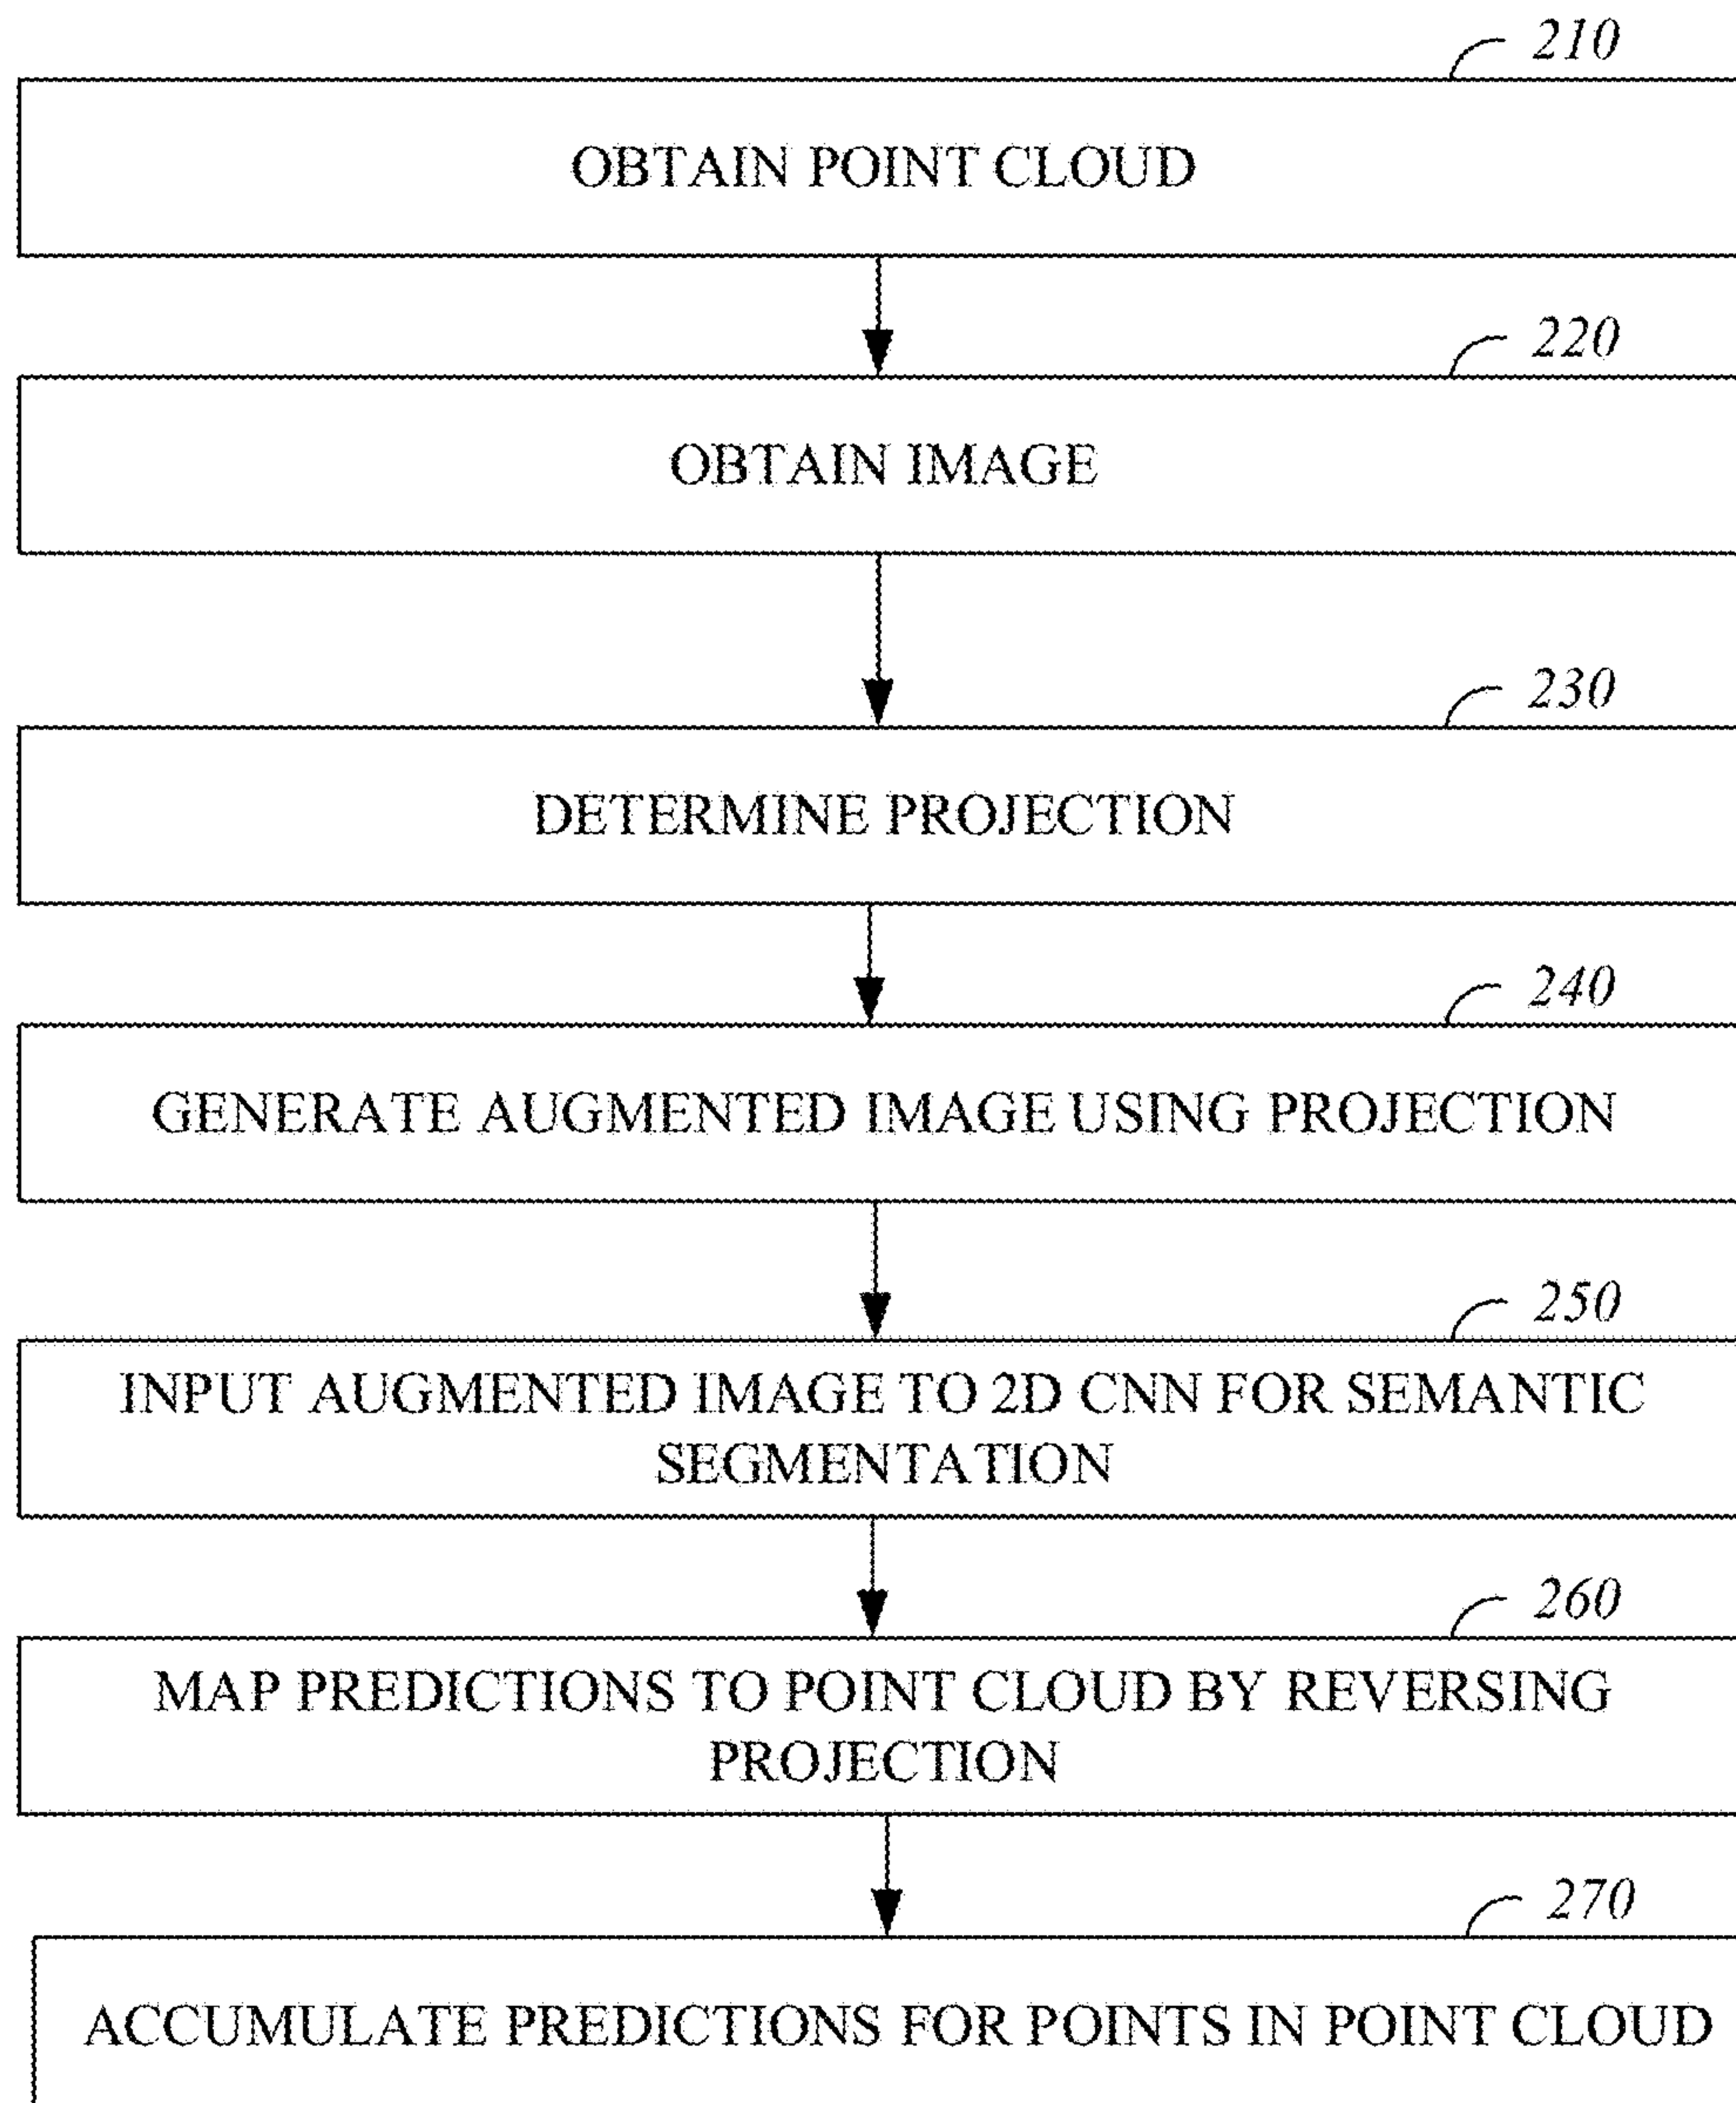 210
OBTAIN POINT CLOUD
220
OBTAIN IMAGE
230
DETERMINE PROJECTION
240
GENERATE AUGMENTED IMAGE USING PROJECTION
250
INPUT AUGMENTED IMAGE TO 2D CNN FOR SEMANTIC
SEGMENTATION
260
MAP PREDICTIONS TO POINT CLOUD BY REVERSING
PROJECTION
270
ACCUMULATE PREDICTIONS FOR POINTS IN POINT CLOUD